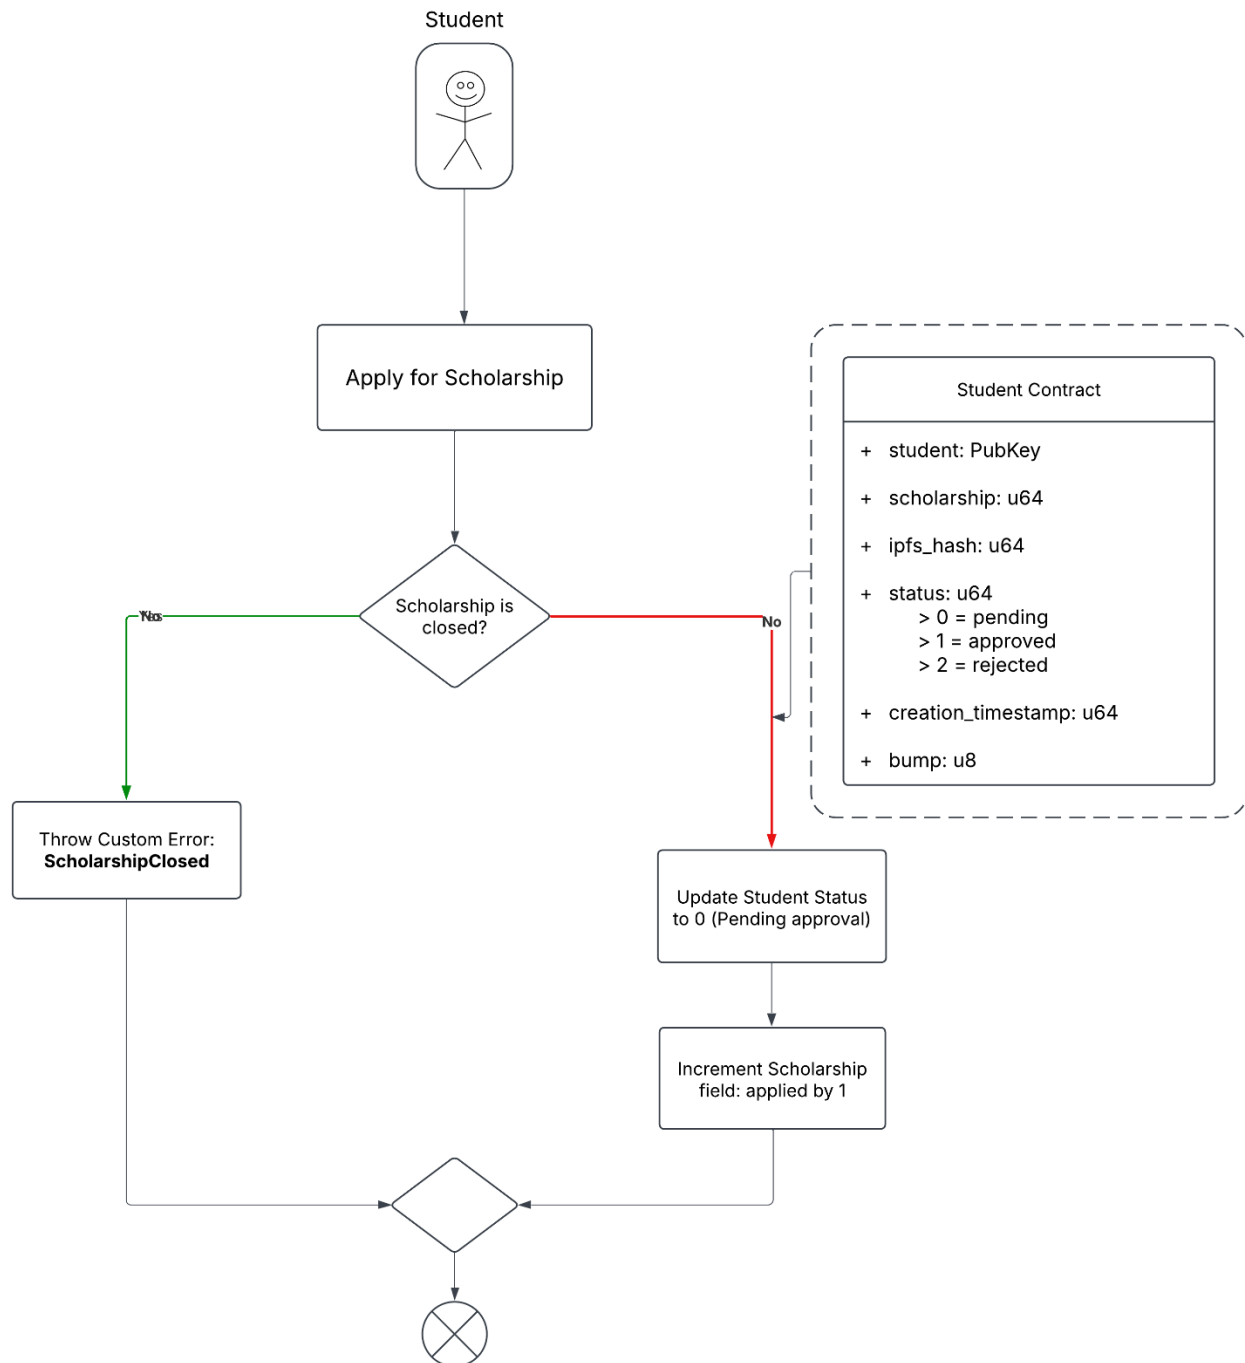 Student
Apply for Scholarship
Student Contract
+ student: PubKey
+ scholarship: u64
+ ipfs_hash: u64
+ status: u64
> 0 = pending
> 1 = approved
> 2 = rejected
+ creation_timestamp: u64
+ bump: u8
Scholarship is
closed?
No
Throw Custom Error:
ScholarshipClosed
Update Student Status
to 0 (Pending approval)
Increment Scholarship
field: applied by 1